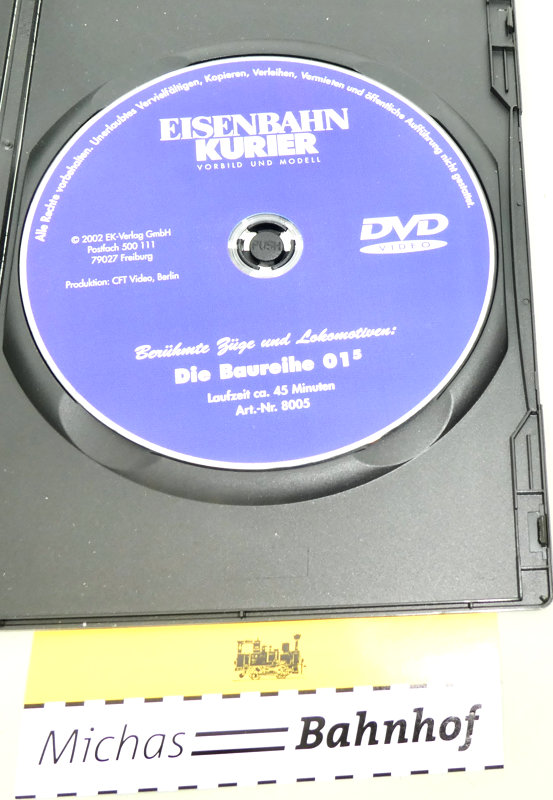 Alle Rechte vorbehalten. Unerlaubtes Vervielfältigen, Kopieren, Verleihen, Vermieten und öffentliche Aufführung nicht gestattet.
EISENBAHN
KURIER
VORBILD UND MODELL
© 2002 EK-Verlag GmbH
Postfach 500 111
79027 Freiburg
Produktion: CFT Video, Berlin
PUSH
DVD
VIDEO
Berühmte Züge und Lokomotiven:
Die Baureihe 01⁵
Laufzeit ca. 45 Minuten
Art.-Nr. 8005
Michas Bahnhof